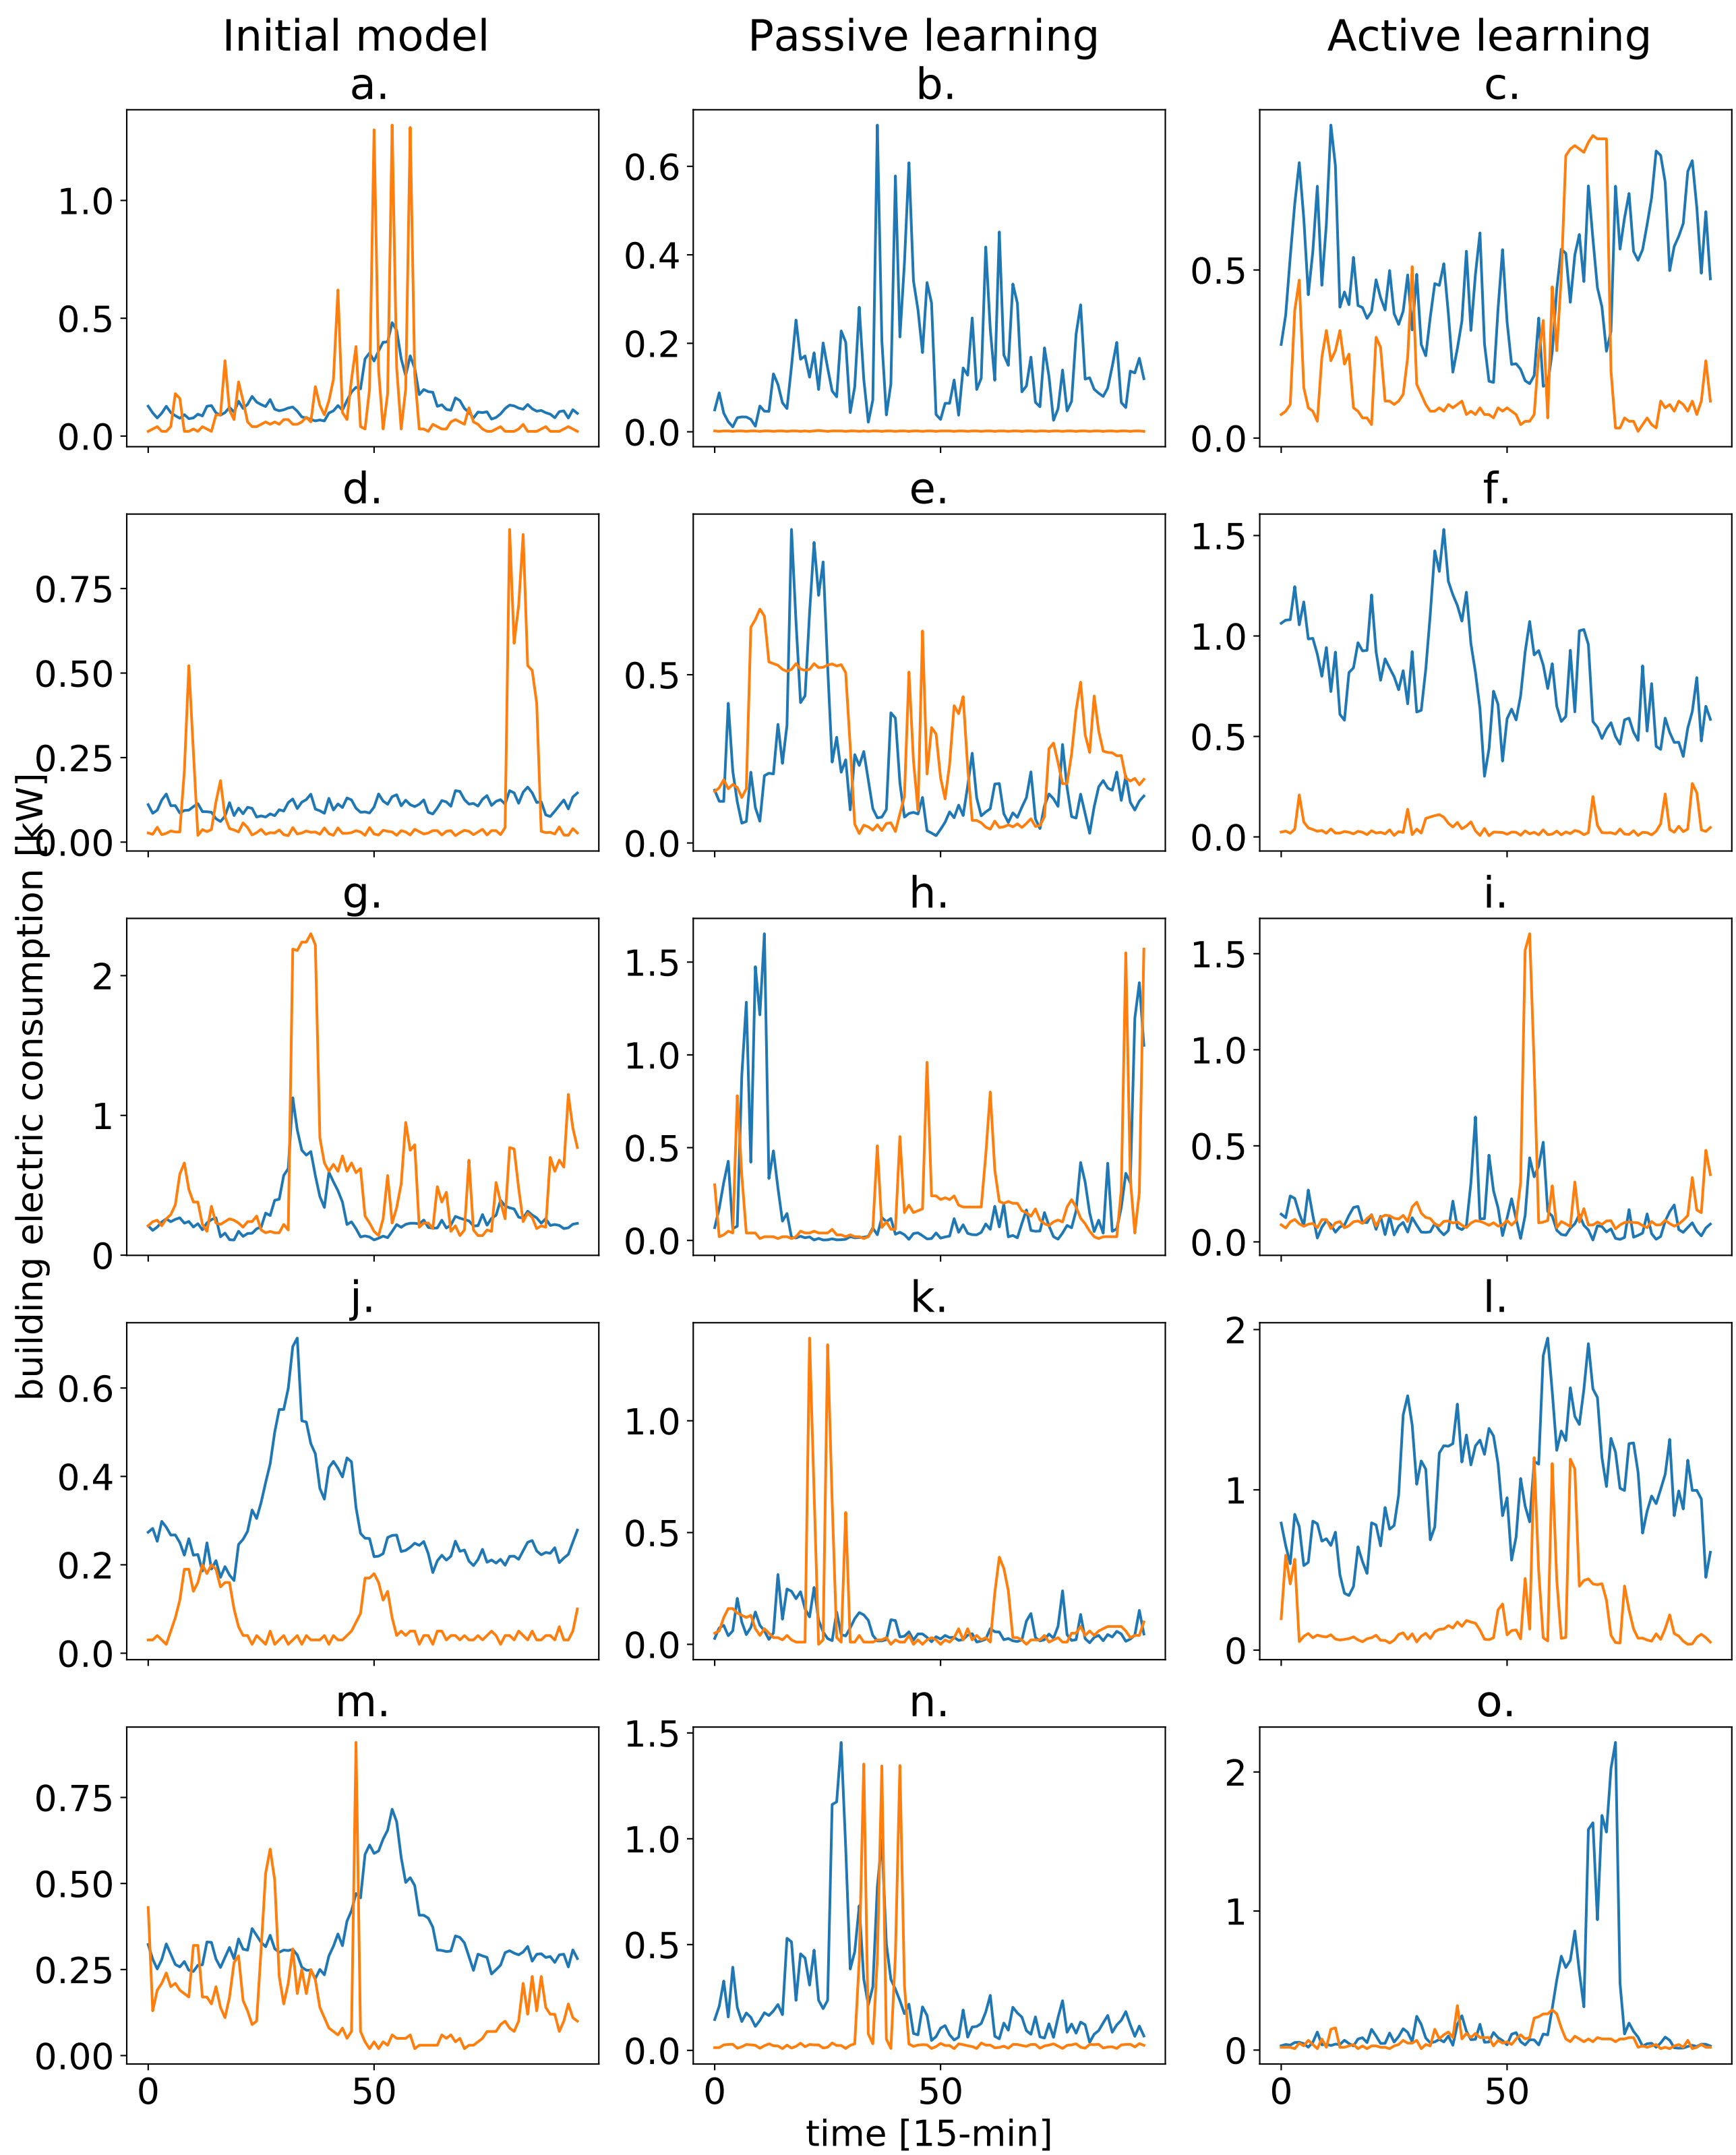 Initial model Passive learning Active learning
a. b. c.
1.0 0.6
0.5 0.4 0.5
0.0 0.2 0.0
0.0
d. e. f.
0.75 0.5 1.5
0.50 0.0 1.0
0.25 0.5
0.00 0.0
g. h. i.
2 1.5 1.5
1 1.0 1.0
0 0.5 0.5
0.0 0.0
building electric consumption [kW]
j. k. l.
0.6 1.0 2
0.4 0.5 1
0.2 0.0 0
0.0
m. n. o.
0.75 1.5 2
0.50 1.0 1
0.25 0.5 0
0.00 0.0
0 50 0 50 0 50
time [15-min]